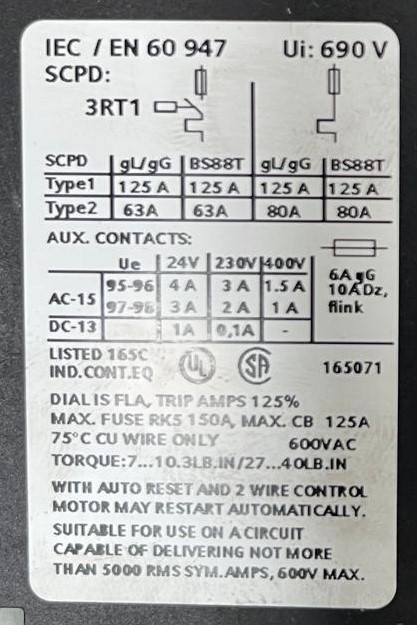 IEC / EN 60 947 Ui: 690 V
SCPD:
3RT1
SCPD gL/gG BS88T gL/gG BS88T
Type1 125 A 125 A 125 A 125 A
Type2 63A 63A 80A 80A
AUX. CONTACTS:
Ue 24V 230V 400V
AC-15 95-96 4 A 3 A 1.5 A
97-98 3 A 2 A 1 A
DC-13 1A 0,1A -
6A gG
10A Dz,
flink
LISTED 165C
IND.CONT.EQ UL SA 165071
DIAL IS FLA, TRIP AMPS 125%
MAX. FUSE RK5 150A, MAX. CB 125A
75°C CU WIRE ONLY 600VAC
TORQUE:7...10.3LB.IN/27...40LB.IN
WITH AUTO RESET AND 2 WIRE CONTROL
MOTOR MAY RESTART AUTOMATICALLY.
SUITABLE FOR USE ON A CIRCUIT
CAPABLE OF DELIVERING NOT MORE
THAN 5000 RMS SYM. AMPS, 600V MAX.